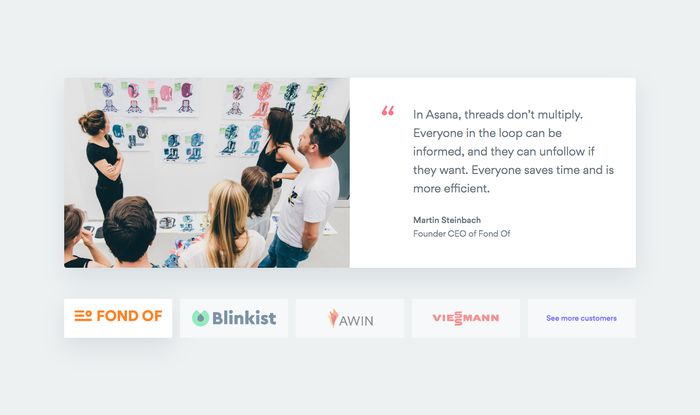 “
In Asana, threads don’t multiply.
Everyone in the loop can be
informed, and they can unfollow if
they want. Everyone saves time and is
more efficient.
Martin Steinbach
Founder CEO of Fond Of
FOND OF
Blinkist
AWIN
VIESSMANN
See more customers